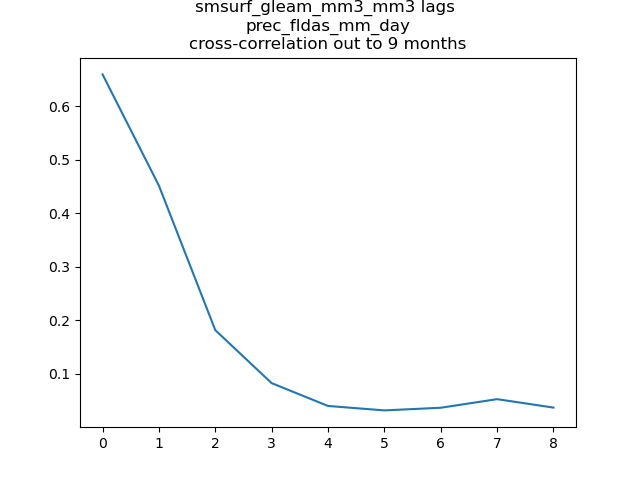 smsurf_gleam_mm3_mm3 lags
prec_fldas_mm_day
cross-correlation out to 9 months
0.6
0.5
0.4
0.3
0.2
0.1
0 1 2 3 4 5 6 7 8